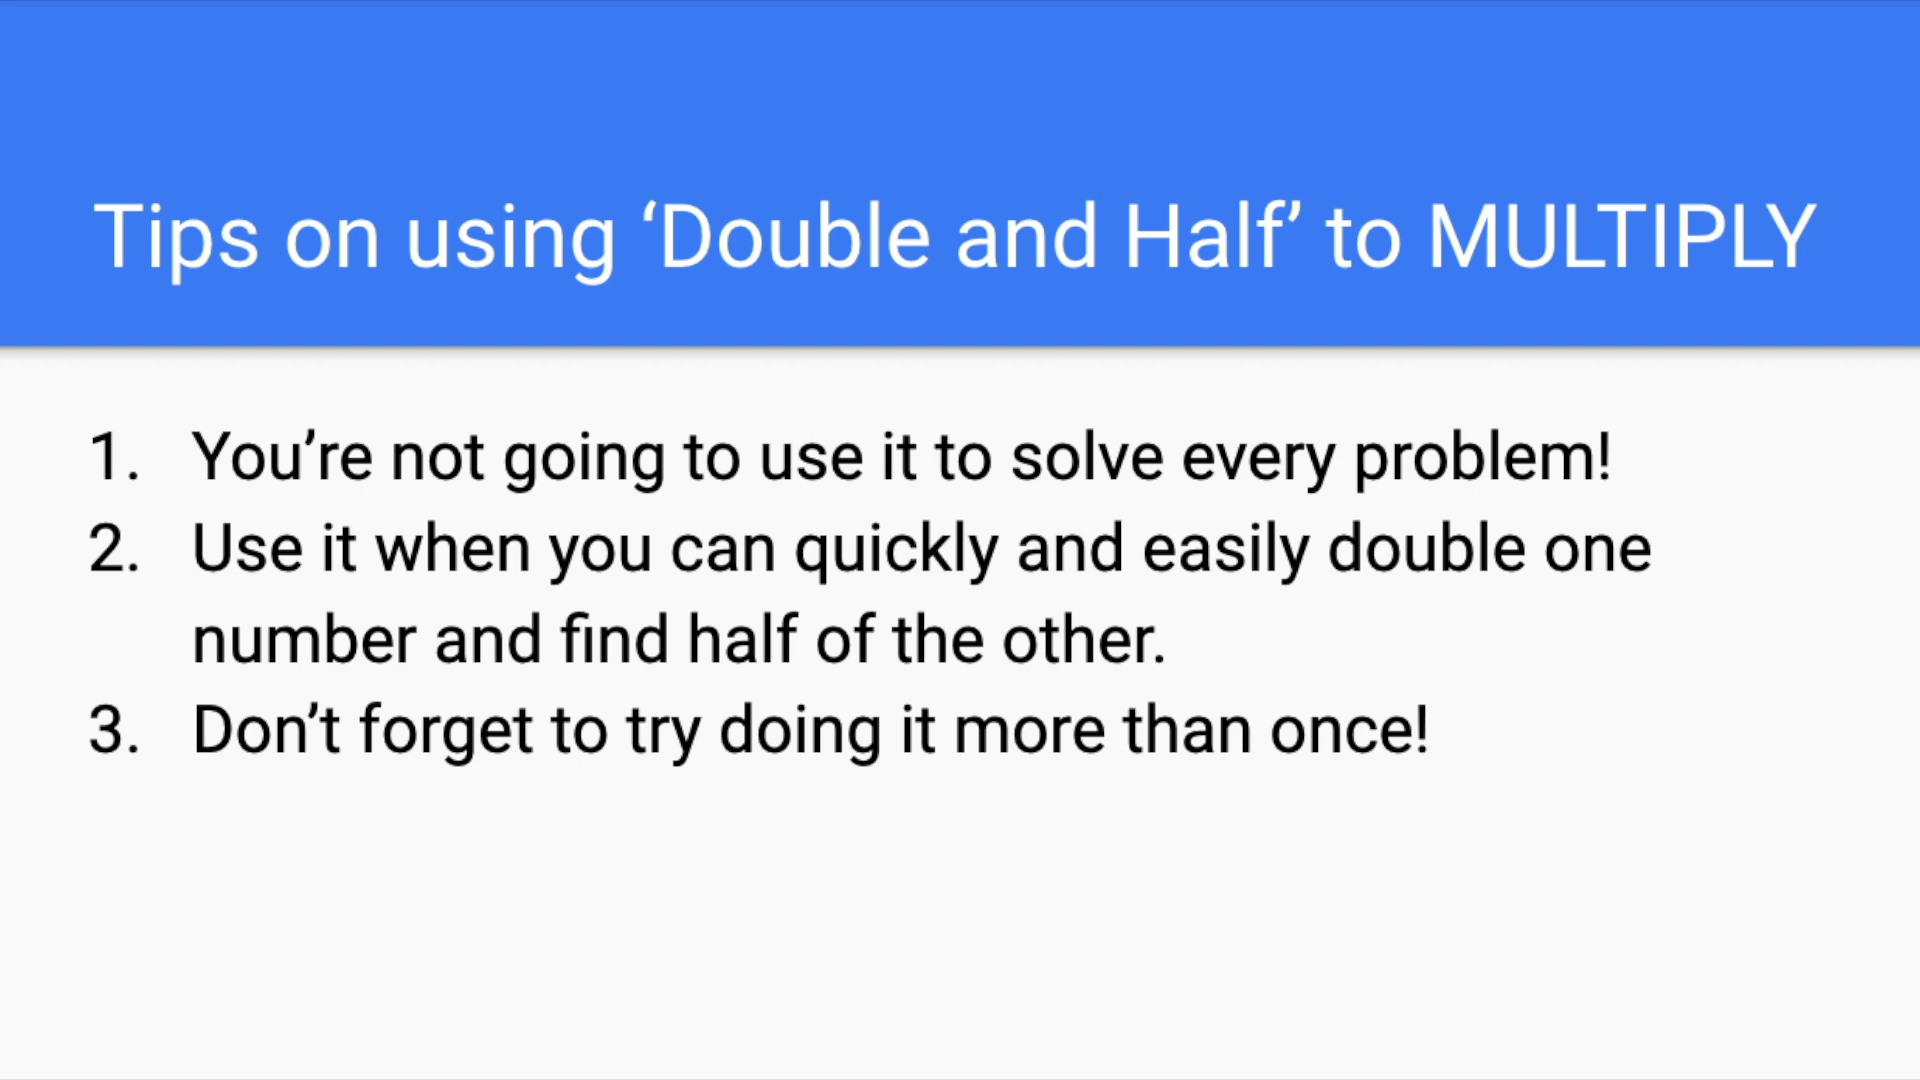 Tips on using ‘Double and Half’ to MULTIPLY
1. You’re not going to use it to solve every problem!
2. Use it when you can quickly and easily double one
number and find half of the other.
3. Don’t forget to try doing it more than once!